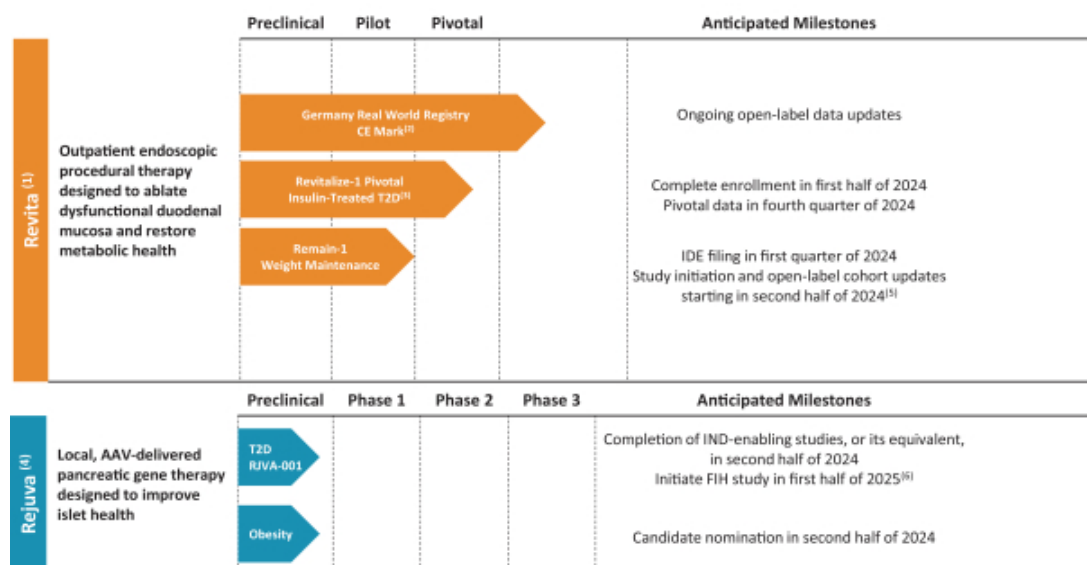 Preclinical Pilot Pivotal Anticipated Milestones
Revita (1)
Outpatient endoscopic
procedural therapy
designed to ablate
dysfunctional duodenal
mucosa and restore
metabolic health
Germany Real World Registry
CE Mark(2)
Ongoing open-label data updates
Revitalize-1 Pivotal
Insulin-Treated T2D(3)
Complete enrollment in first half of 2024
Pivotal data in fourth quarter of 2024
Remain-1
Weight Maintenance
IDE filing in first quarter of 2024
Study initiation and open-label cohort updates
starting in second half of 2024(5)
Preclinical Phase 1 Phase 2 Phase 3 Anticipated Milestones
Rejuva (4)
Local, AAV-delivered
pancreatic gene therapy
designed to improve
islet health
T2D
RJVA-001
Completion of IND-enabling studies, or its equivalent,
in second half of 2024
Initiate FIH study in first half of 2025(6)
Obesity
Candidate nomination in second half of 2024